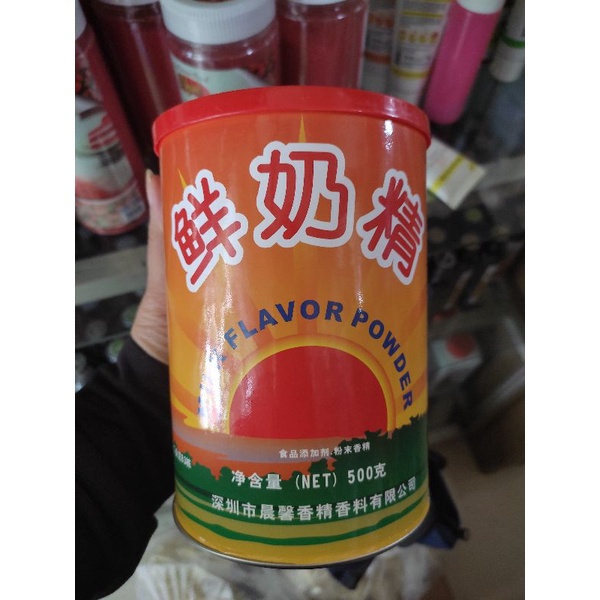 鲜奶精
FLAVOR POWDER
食品添加剂.粉末香精
净含量 (NET) 500克
深圳市晨馨香精香料有限公司